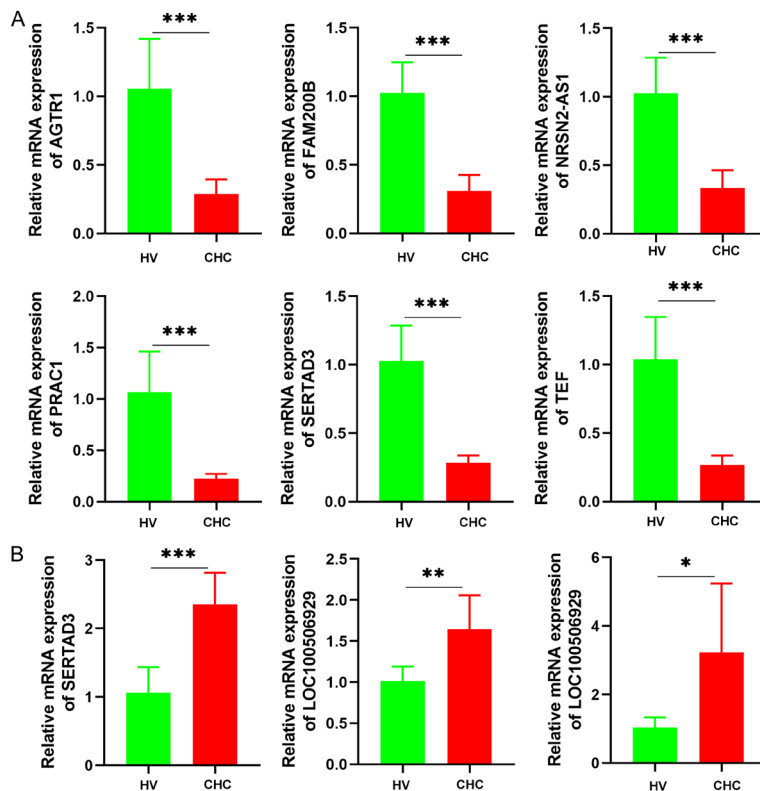 A
Relative mRNA expression
of AGTR1
1.5
1.0
0.5
0.0
***
HV
CHC
Relative mRNA expression
of FAM200B
1.5
1.0
0.5
0.0
***
HV
CHC
Relative mRNA expression
of NRSN2-AS1
1.5
1.0
0.5
0.0
***
HV
CHC
Relative mRNA expression
of PRAC1
2.0
1.5
1.0
0.5
0.0
***
HV
CHC
Relative mRNA expression
of SERTAD3
1.5
1.0
0.5
0.0
***
HV
CHC
Relative mRNA expression
of TEF
1.5
1.0
0.5
0.0
***
HV
CHC
B
Relative mRNA expression
of SERTAD3
3
2
1
0
***
HV
CHC
Relative mRNA expression
of LOC100506929
2.5
2.0
1.5
1.0
0.5
0.0
**
HV
CHC
Relative mRNA expression
of LOC100506929
6
4
2
0
*
HV
CHC